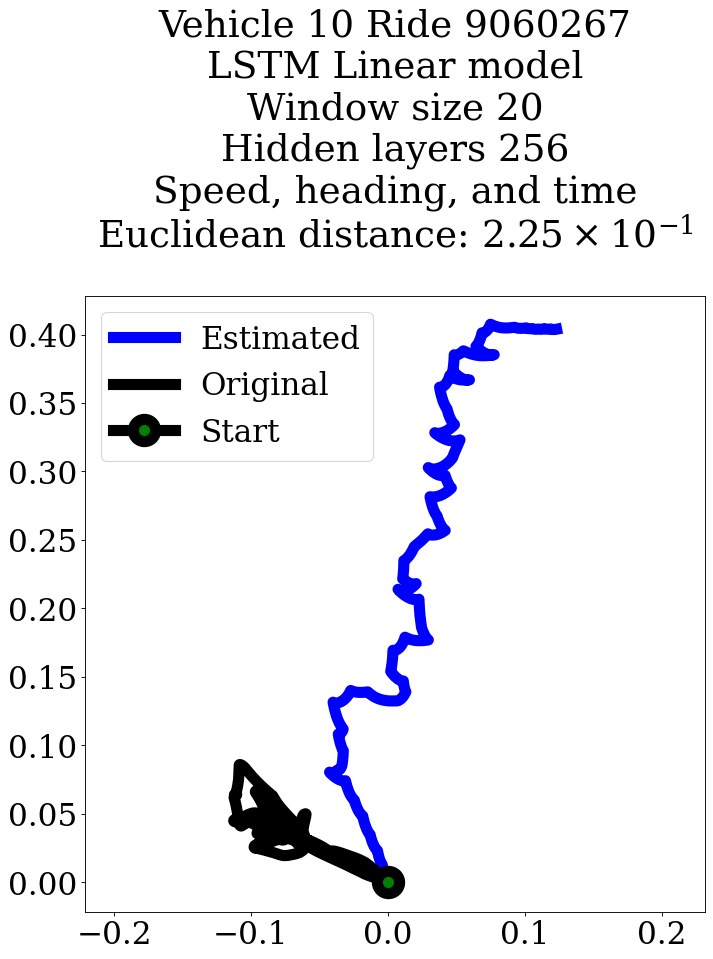 Vehicle 10 Ride 9060267
LSTM Linear model
Window size 20
Hidden layers 256
Speed, heading, and time
Euclidean distance: 2.25 × 10⁻¹
Estimated
Original
Start
0.40
0.35
0.30
0.25
0.20
0.15
0.10
0.05
0.00
−0.2 −0.1 0.0 0.1 0.2